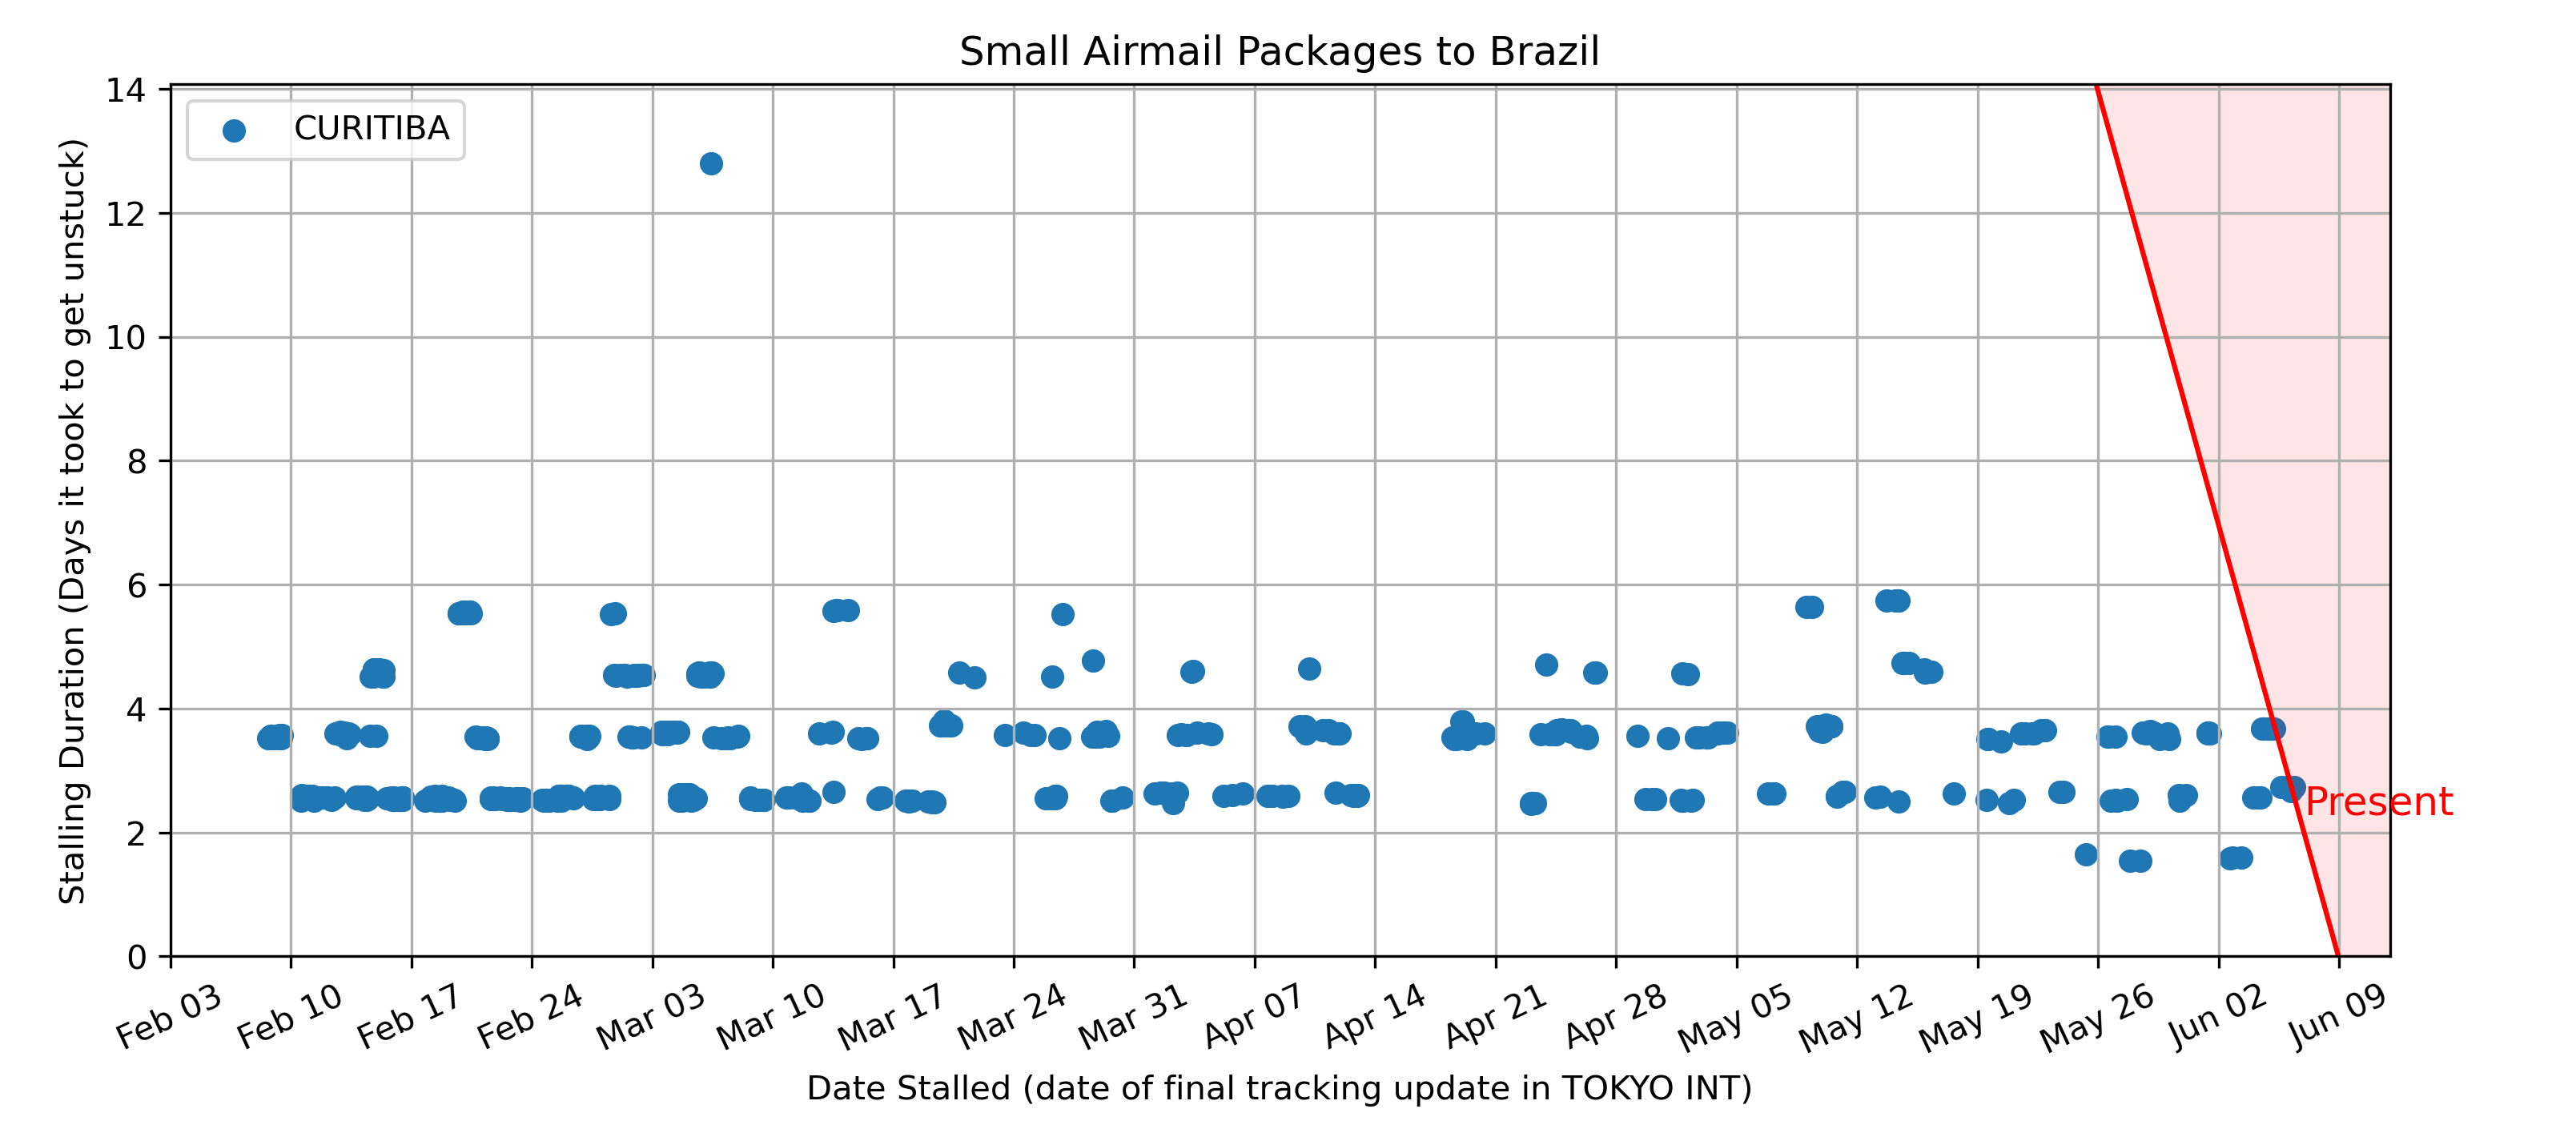 Small Airmail Packages to Brazil
Stalling Duration (Days it took to get unstuck)
14
12
10
8
6
4
2
0
CURITIBA
Present
Feb 03
Feb 10
Feb 17
Feb 24
Mar 03
Mar 10
Mar 17
Mar 24
Mar 31
Apr 07
Apr 14
Apr 21
Apr 28
May 05
May 12
May 19
May 26
Jun 02
Jun 09
Date Stalled (date of final tracking update in TOKYO INT)